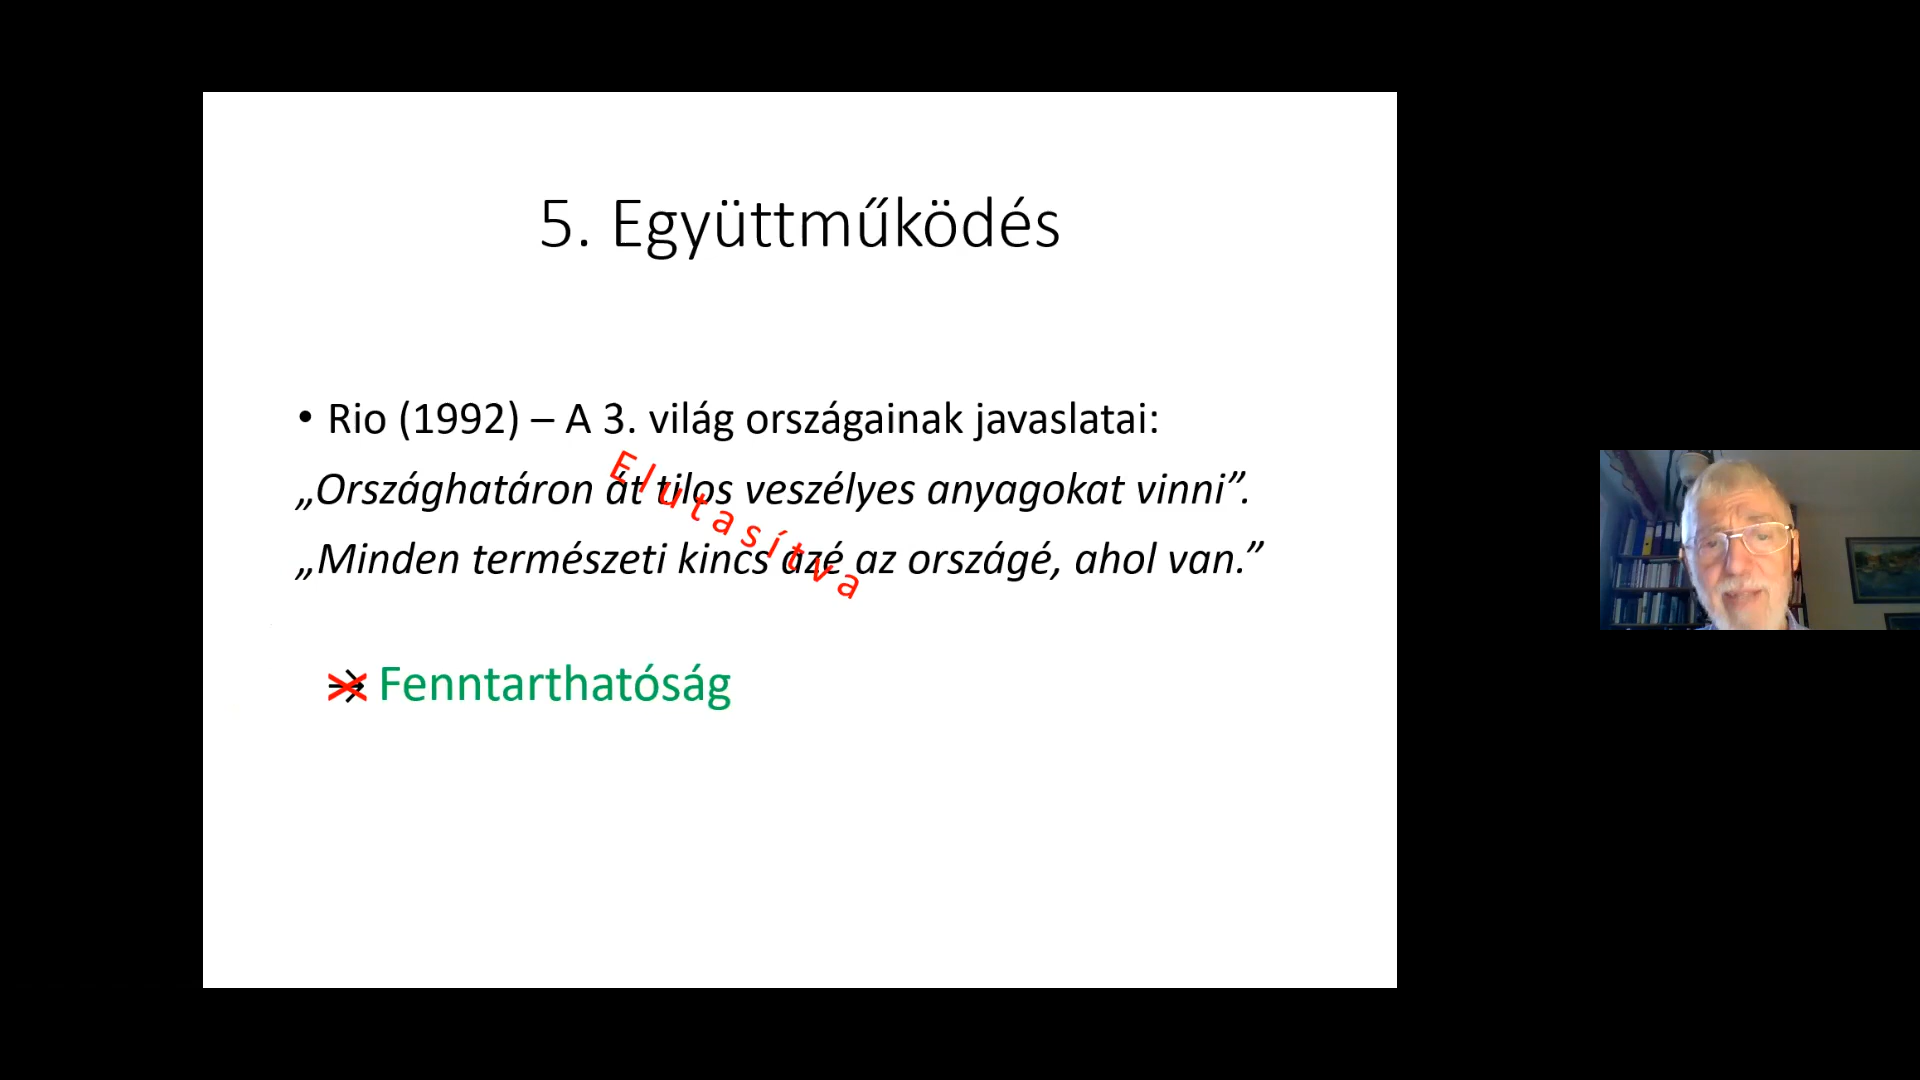 5. Együttműködés
• Rio (1992) – A 3. világ országainak javaslatai:
„Országhatáron át tilos veszélyes anyagokat vinni”.
„Minden természeti kincs azé az országé, ahol van.”
Elutasítva
→ Fenntarthatóság